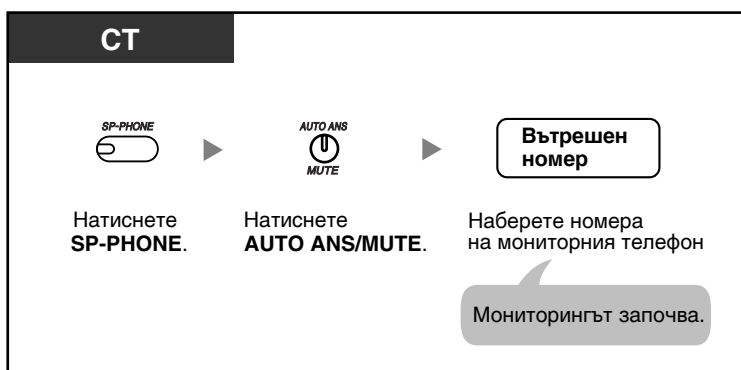 СТ
SP-PHONE
AUTO ANS
MUTE
Вътрешен
номер
Натиснете
SP-PHONE.
Натиснете
AUTO ANS/MUTE.
Наберете номера
на мониторния телефон
Мониторингът започва.